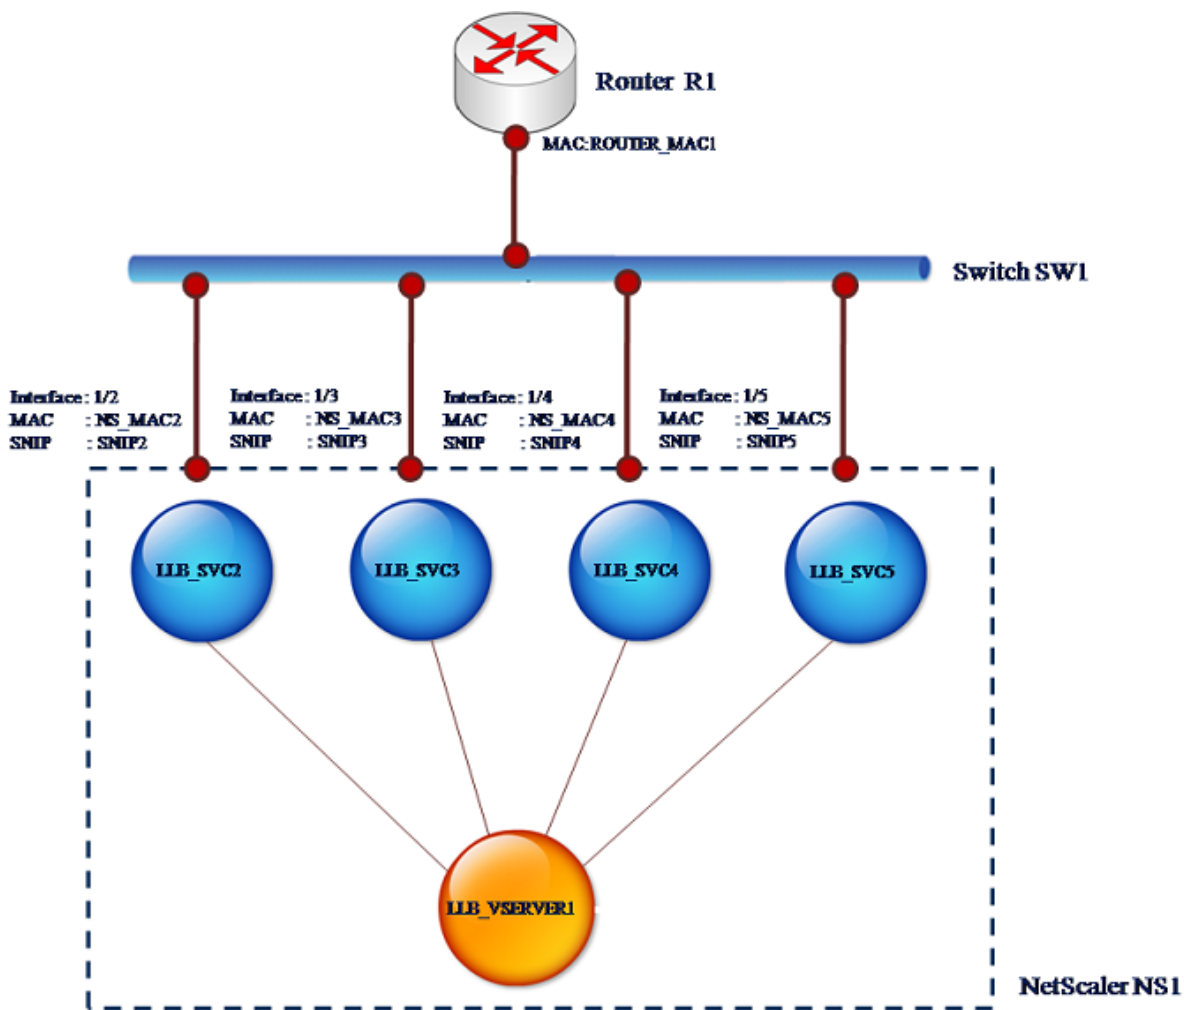 Router R1
MAC:ROUTER_MAC1
Switch SW1
Interface : 1/2
MAC : NS_MAC2
SNIP : SNIP2
Interface : 1/3
MAC : NS_MAC3
SNIP : SNIP3
Interface : 1/4
MAC : NS_MAC4
SNIP : SNIP4
Interface : 1/5
MAC : NS_MAC5
SNIP : SNIP5
LLB_SVC2
LLB_SVC3
LLB_SVC4
LLB_SVC5
LLB_VSERVER1
NetScaler NS1